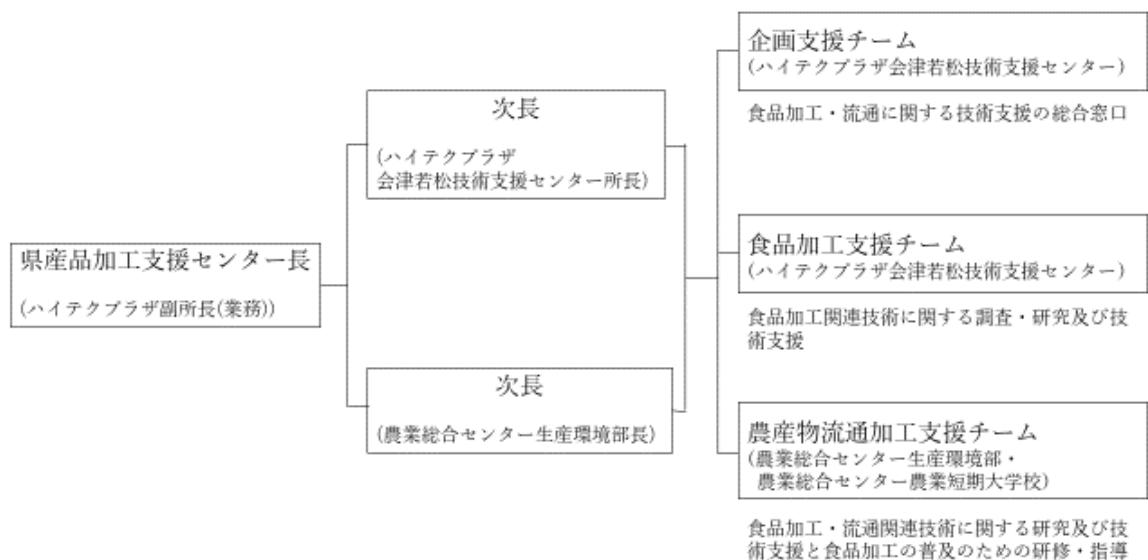 県産品加工支援センター長
(ハイテクプラザ副所長(業務))
次長
(ハイテクプラザ
会津若松技術支援センター所長)
次長
(農業総合センター生産環境部長)
企画支援チーム
(ハイテクプラザ会津若松技術支援センター)
食品加工・流通に関する技術支援の総合窓口
食品加工支援チーム
(ハイテクプラザ会津若松技術支援センター)
食品加工関連技術に関する調査・研究及び技
術支援
農産物流通加工支援チーム
(農業総合センター生産環境部・
農業総合センター農業短期大学校)
食品加工・流通関連技術に関する研究及び技
術支援と食品加工の普及のための研修・指導